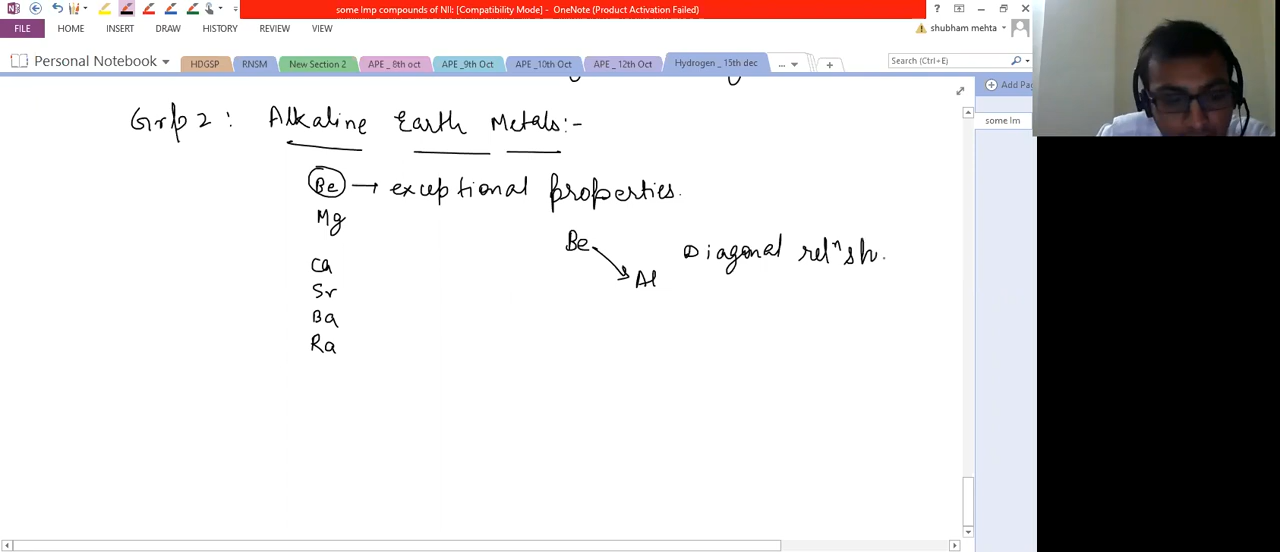 some Imp compounds of NII: [Compatibility Mode] - OneNote (Product Activation Failed)
FILE HOME INSERT DRAW HISTORY REVIEW VIEW shubham mehta
Personal Notebook HDGSP RNSM New Section 2 APE _ 8th oct APE _9th Oct APE _10th Oct APE _ 12th Oct Hydrogen _ 15th dec ... + Search (Ctrl+E)
Add Pag
some Im
Grp 2 : Alkaline Earth Metals:-
Be → exceptional properties.
Mg
Be Diagonal relⁿsh.
Ca Al
Sr
Ba
Ra